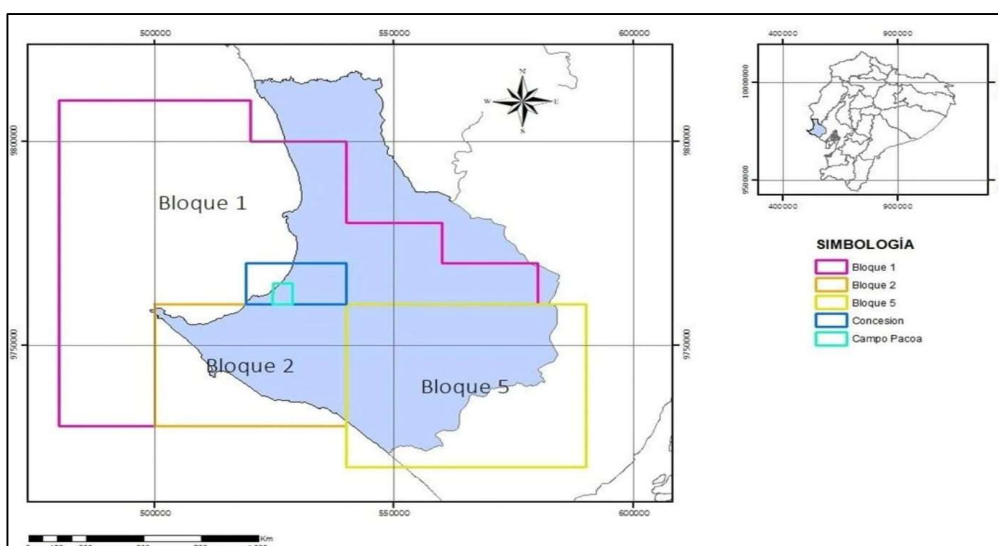 500000 550000 600000
N
W E
S
9800000 9800000
Bloque 1
9750000 9750000
Bloque 2
Bloque 5
500000 550000 600000
Km
400000 900000
10000000
9500000
400000 900000
SIMBOLOGÍA
Bloque 1
Bloque 2
Bloque 5
Concesion
Campo Pacoa